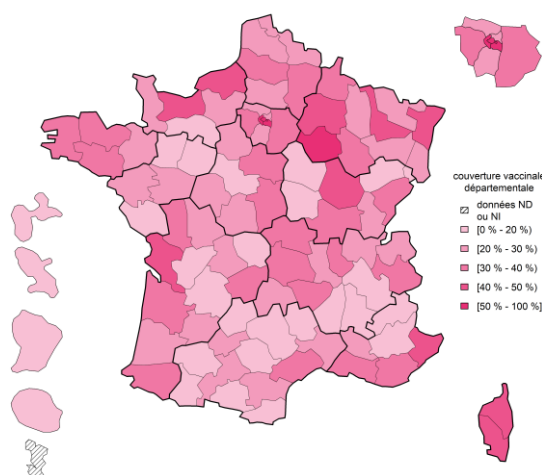 couverture vaccinale
départementale
données ND
ou NI
[0 % - 20 %)
[20 % - 30 %)
[30 % - 40 %)
[40 % - 50 %)
[50 % - 100 %]